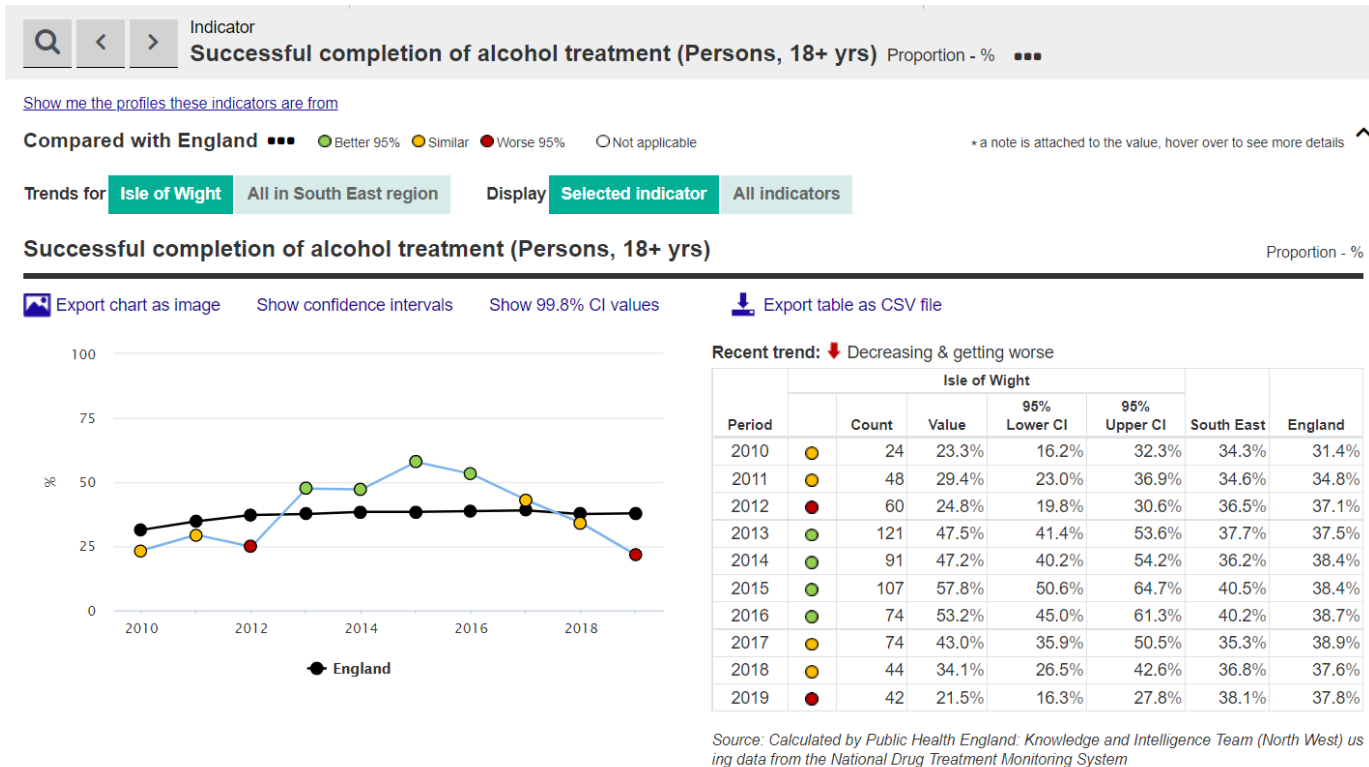 Indicator
Successful completion of alcohol treatment (Persons, 18+ yrs) Proportion - %
Show me the profiles these indicators are from
Compared with England ••• Better 95% Similar Worse 95% Not applicable
* a note is attached to the value, hover over to see more details
Trends for Isle of Wight All in South East region Display Selected indicator All indicators
Successful completion of alcohol treatment (Persons, 18+ yrs) Proportion - %
Export chart as image Show confidence intervals Show 99.8% CI values
100
75
50
25
0
%
2010 2012 2014 2016 2018
England
Export table as CSV file
Recent trend: Decreasing & getting worse
Isle of Wight
Period Count Value 95% Lower CI 95% Upper CI South East England
2010 24 23.3% 16.2% 32.3% 34.3% 31.4%
2011 48 29.4% 23.0% 36.9% 34.6% 34.8%
2012 60 24.8% 19.8% 30.6% 36.5% 37.1%
2013 121 47.5% 41.4% 53.6% 37.7% 37.5%
2014 91 47.2% 40.2% 54.2% 36.2% 38.4%
2015 107 57.8% 50.6% 64.7% 40.5% 38.4%
2016 74 53.2% 45.0% 61.3% 40.2% 38.7%
2017 74 43.0% 35.9% 50.5% 35.3% 38.9%
2018 44 34.1% 26.5% 42.6% 36.8% 37.6%
2019 42 21.5% 16.3% 27.8% 38.1% 37.8%
Source: Calculated by Public Health England: Knowledge and Intelligence Team (North West) us
ing data from the National Drug Treatment Monitoring System